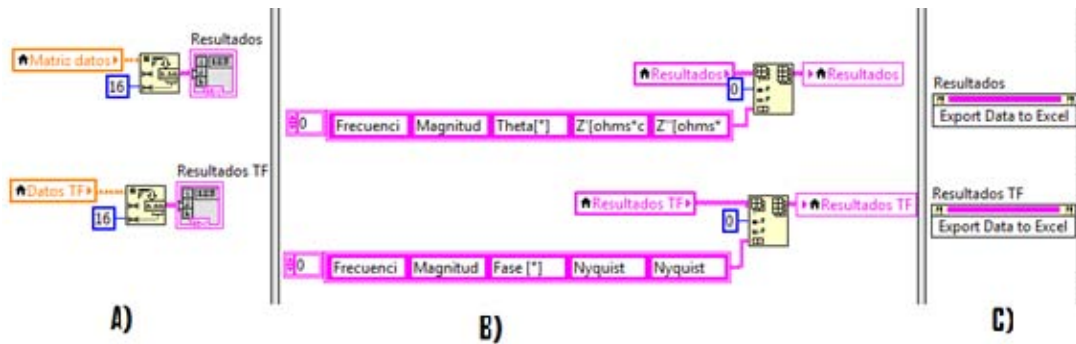 Resultados
Matriz datos
16
Resultados TF
Datos TF
16
Resultados
Resultados
0
0
Frecuenci Magnitud Theta[°] Z'[ohms*c Z''[ohms*
Resultados TF
Resultados TF
0
0
Frecuenci Magnitud Fase [°] Nyquist Nyquist
Resultados
Export Data to Excel
Resultados TF
Export Data to Excel
A)
B)
C)